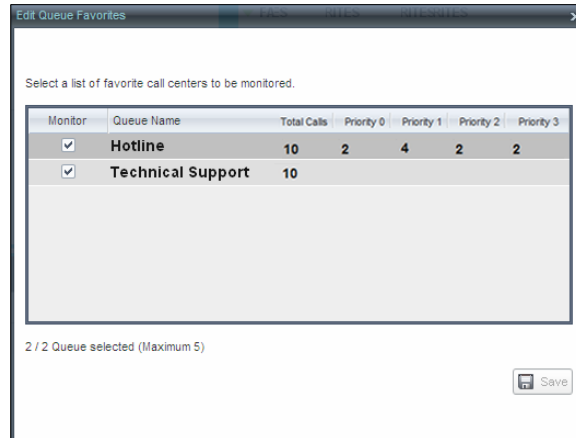 Edit Queue Favorites
Select a list of favorite call centers to be monitored.
Monitor Queue Name Total Calls Priority 0 Priority 1 Priority 2 Priority 3
Hotline 10 2 4 2 2
Technical Support 10
2 / 2 Queue selected (Maximum 5)
Save